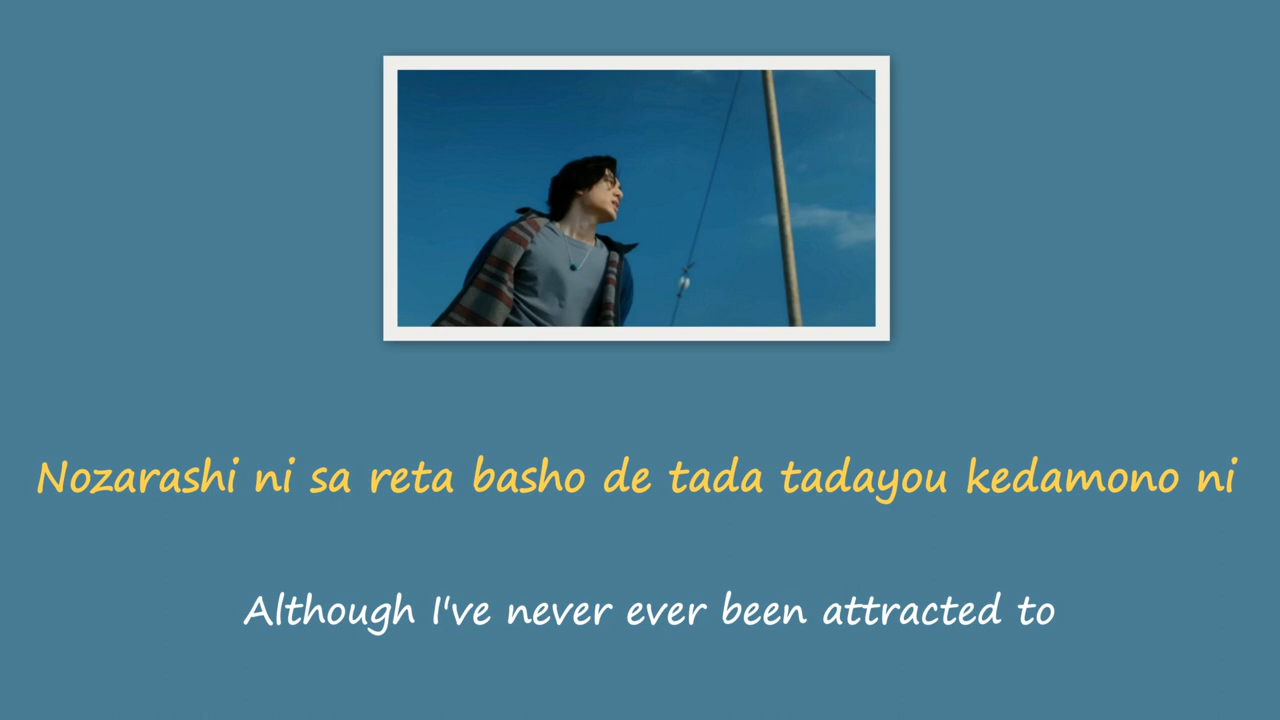 Nozarashi ni sa reta basho de tada tadayou kedamono ni
Although I've never ever been attracted to